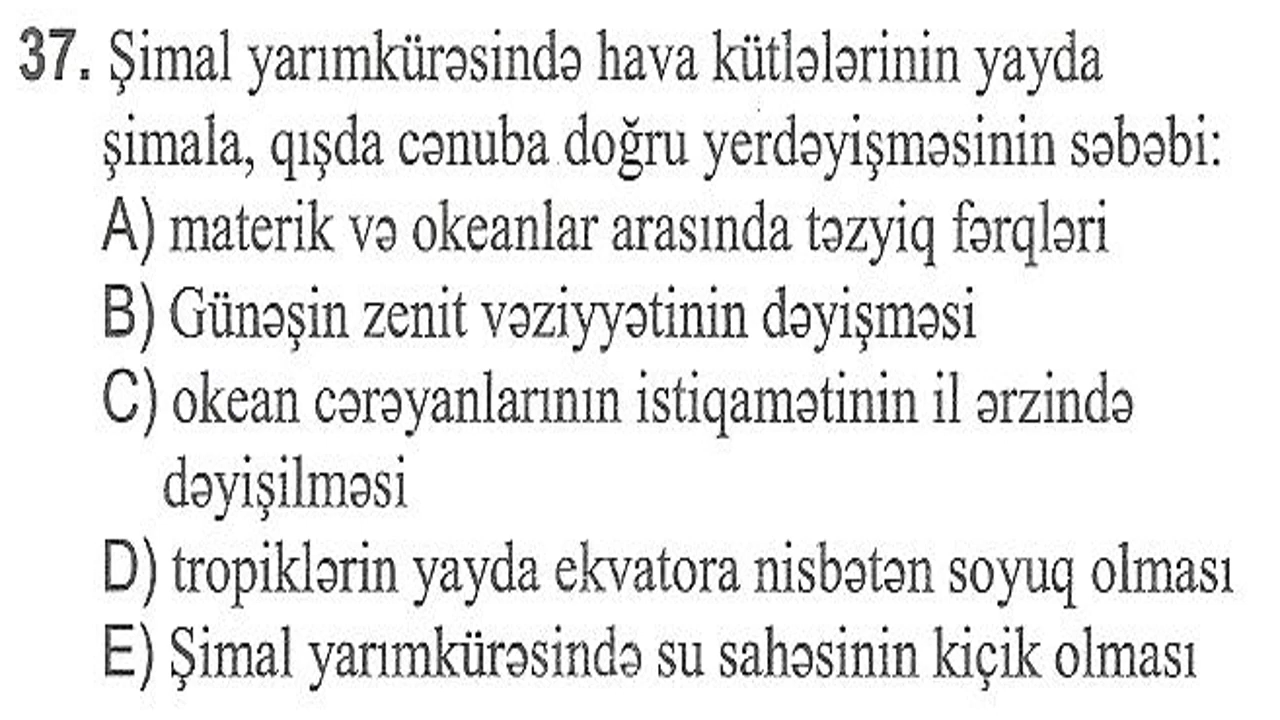 37. Şimal yarımkürəsində hava kütlələrinin yayda
şimala, qışda cənuba doğru yerdəyişməsinin səbəbi:
A) materik və okeanlar arasında təzyiq fərqləri
B) Günəşin zenit vəziyyətinin dəyişməsi
C) okean cərəyanlarının istiqamətinin il ərzində
dəyişilməsi
D) tropiklərin yayda ekvatora nisbətən soyuq olması
E) Şimal yarımkürəsində su sahəsinin kiçik olması